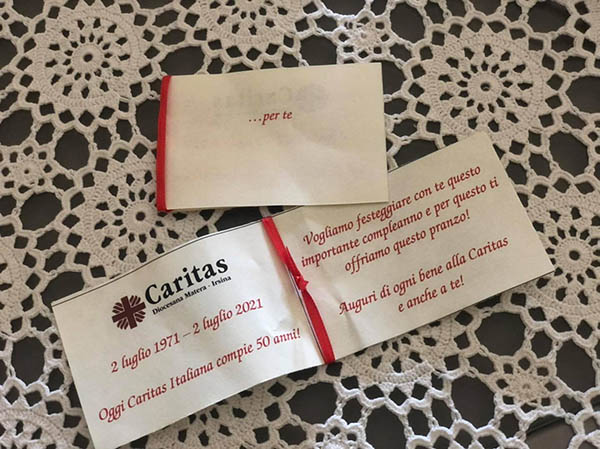 ...per te
Caritas
Diocesana Matera - Irsina
2 luglio 1971 – 2 luglio 2021
Oggi Caritas Italiana compie 50 anni!
Vogliamo festeggiare con te questo
importante compleanno e per questo ti
offriamo questo pranzo!
Auguri di ogni bene alla Caritas
e anche a te!